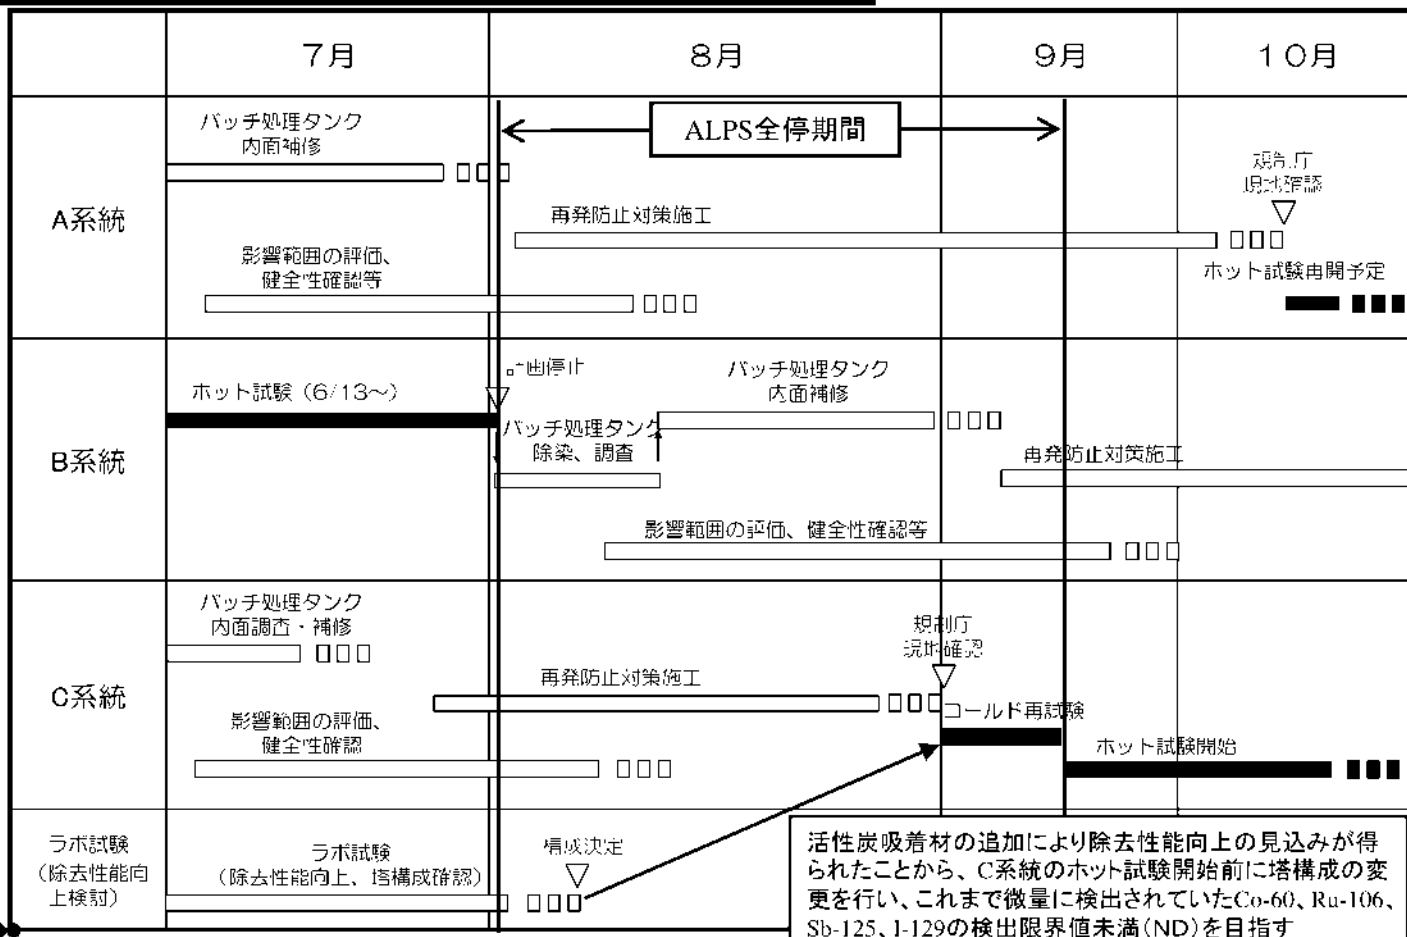 7月
8月
9月
10月
ALPS全停期間
A系統
バッチ処理タンク
内面補修
再発防止対策施工
規制庁
現地確認
影響範囲の評価、
健全性確認等
ホット試験再開予定
B系統
ホット試験（6/13～）
計画停止
バッチ処理タンク
除染、調査
バッチ処理タンク
内面補修
再発防止対策施工
影響範囲の評価、健全性確認等
C系統
バッチ処理タンク
内面調査・補修
再発防止対策施工
規制庁
現地確認
影響範囲の評価、
健全性確認
コールド再試験
ホット試験開始
ラボ試験
（除去性能向
上検討）
ラボ試験
（除去性能向上、塔構成確認）
構成決定
活性炭吸着材の追加により除去性能向上の見込みが得
られたことから、C系統のホット試験開始前に塔構成の変
更を行い、これまで微量に検出されていたCo-60、Ru-106、
Sb-125、I-129の検出限界値未満（ND）を目指す